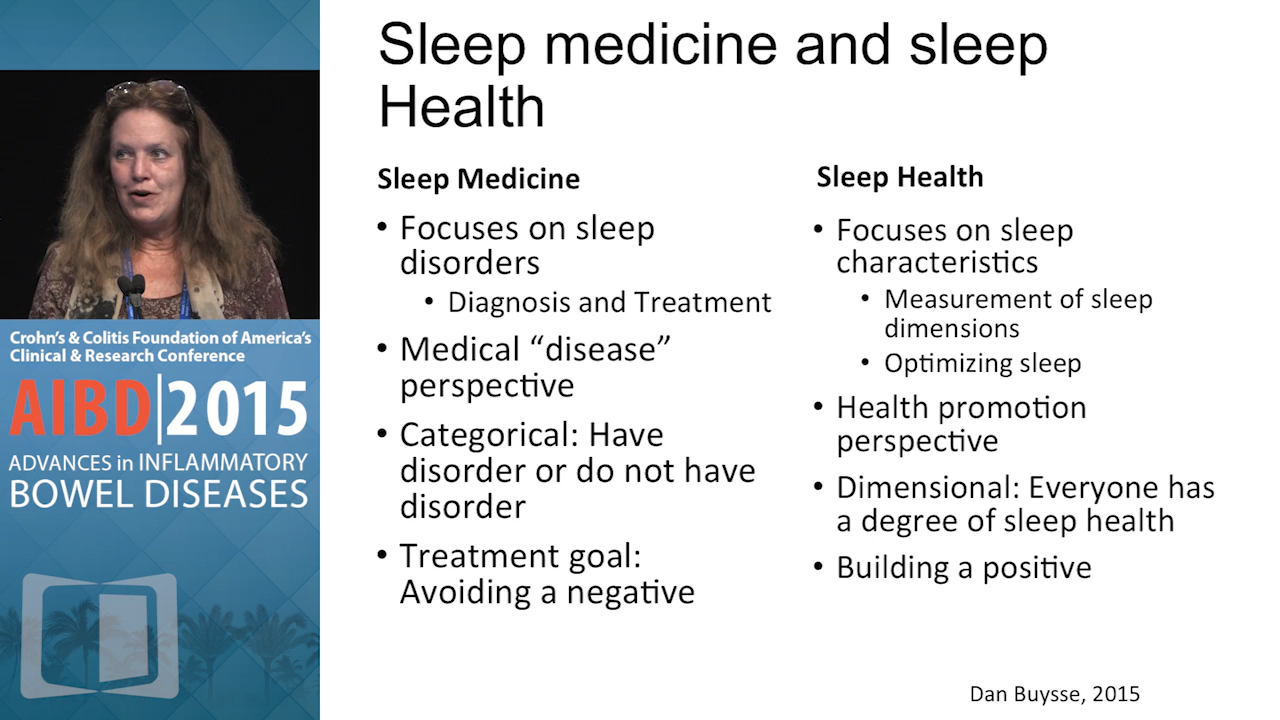 Sleep medicine and sleep
Health
Sleep Medicine
• Focuses on sleep
disorders
• Diagnosis and Treatment
• Medical “disease”
perspective
• Categorical: Have
disorder or do not have
disorder
• Treatment goal:
Avoiding a negative
Sleep Health
• Focuses on sleep
characteristics
• Measurement of sleep
dimensions
• Optimizing sleep
• Health promotion
perspective
• Dimensional: Everyone has
a degree of sleep health
• Building a positive
Dan Buysse, 2015
Crohn’s & Colitis Foundation of America’s
Clinical & Research Conference
AIBD|2015
ADVANCES in INFLAMMATORY
BOWEL DISEASES